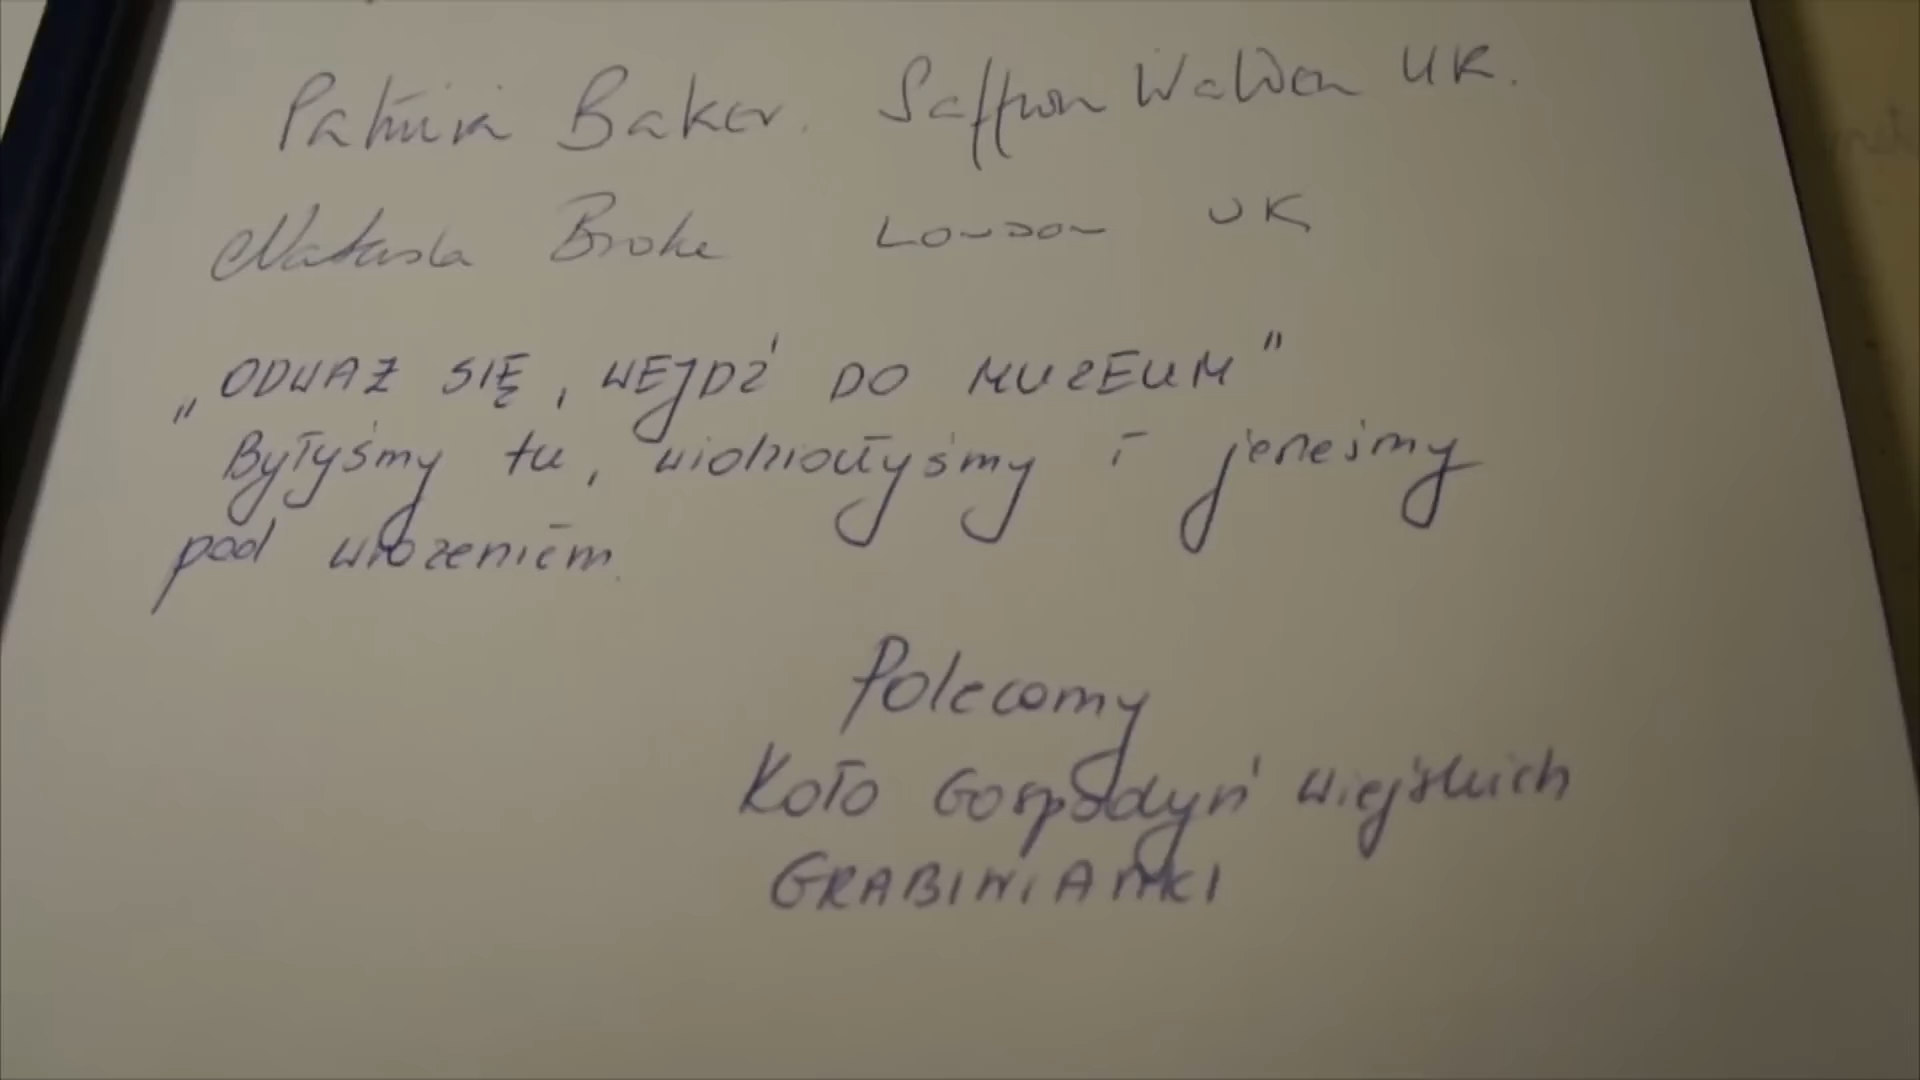 Patricia Baker. Saffron Walden UK.
Natasha Broke London UK
„ODWAŻ SIĘ, WEJDŹ DO MUZEUM"
Byłyśmy tu, widziałyśmy i jesteśmy
pod wrażeniem.
Polecamy
Koło Gospodyń Wiejskich
GRABINIANKI